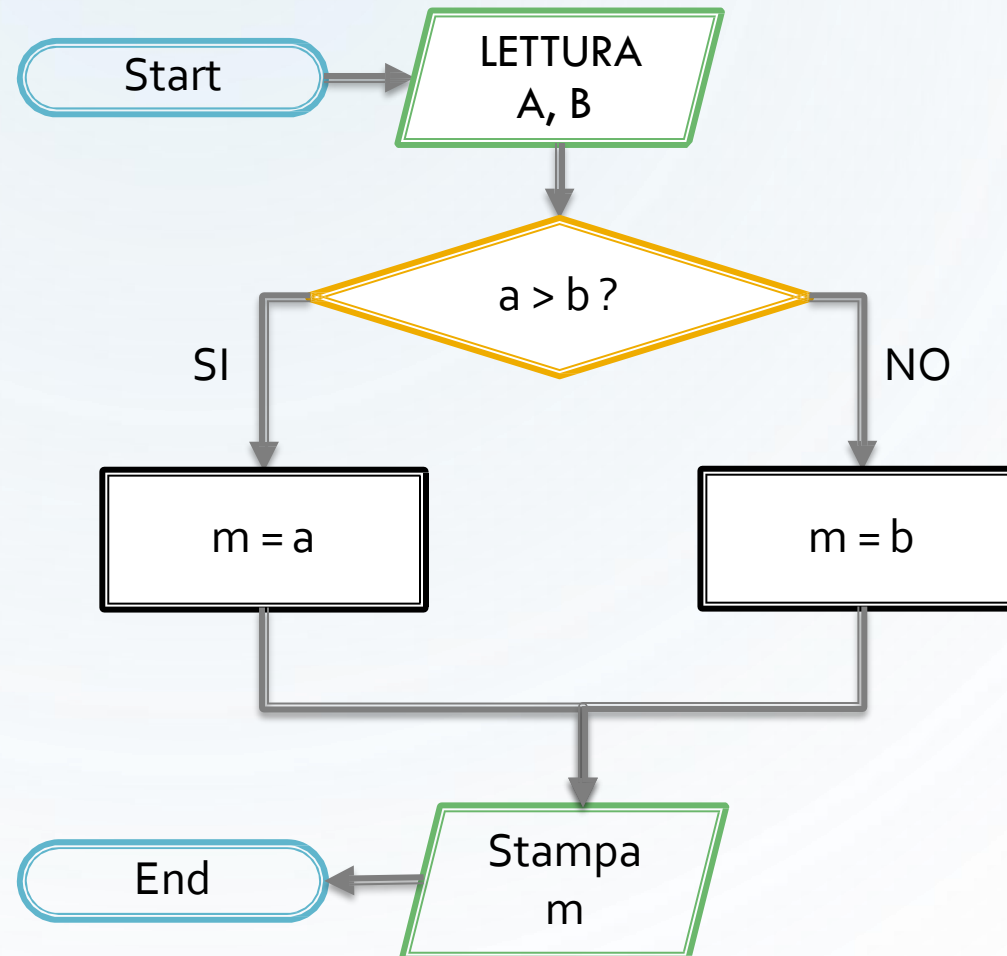 Start
LETTURA
A, B
a > b ?
SI
NO
m = a
m = b
Stampa
m
End